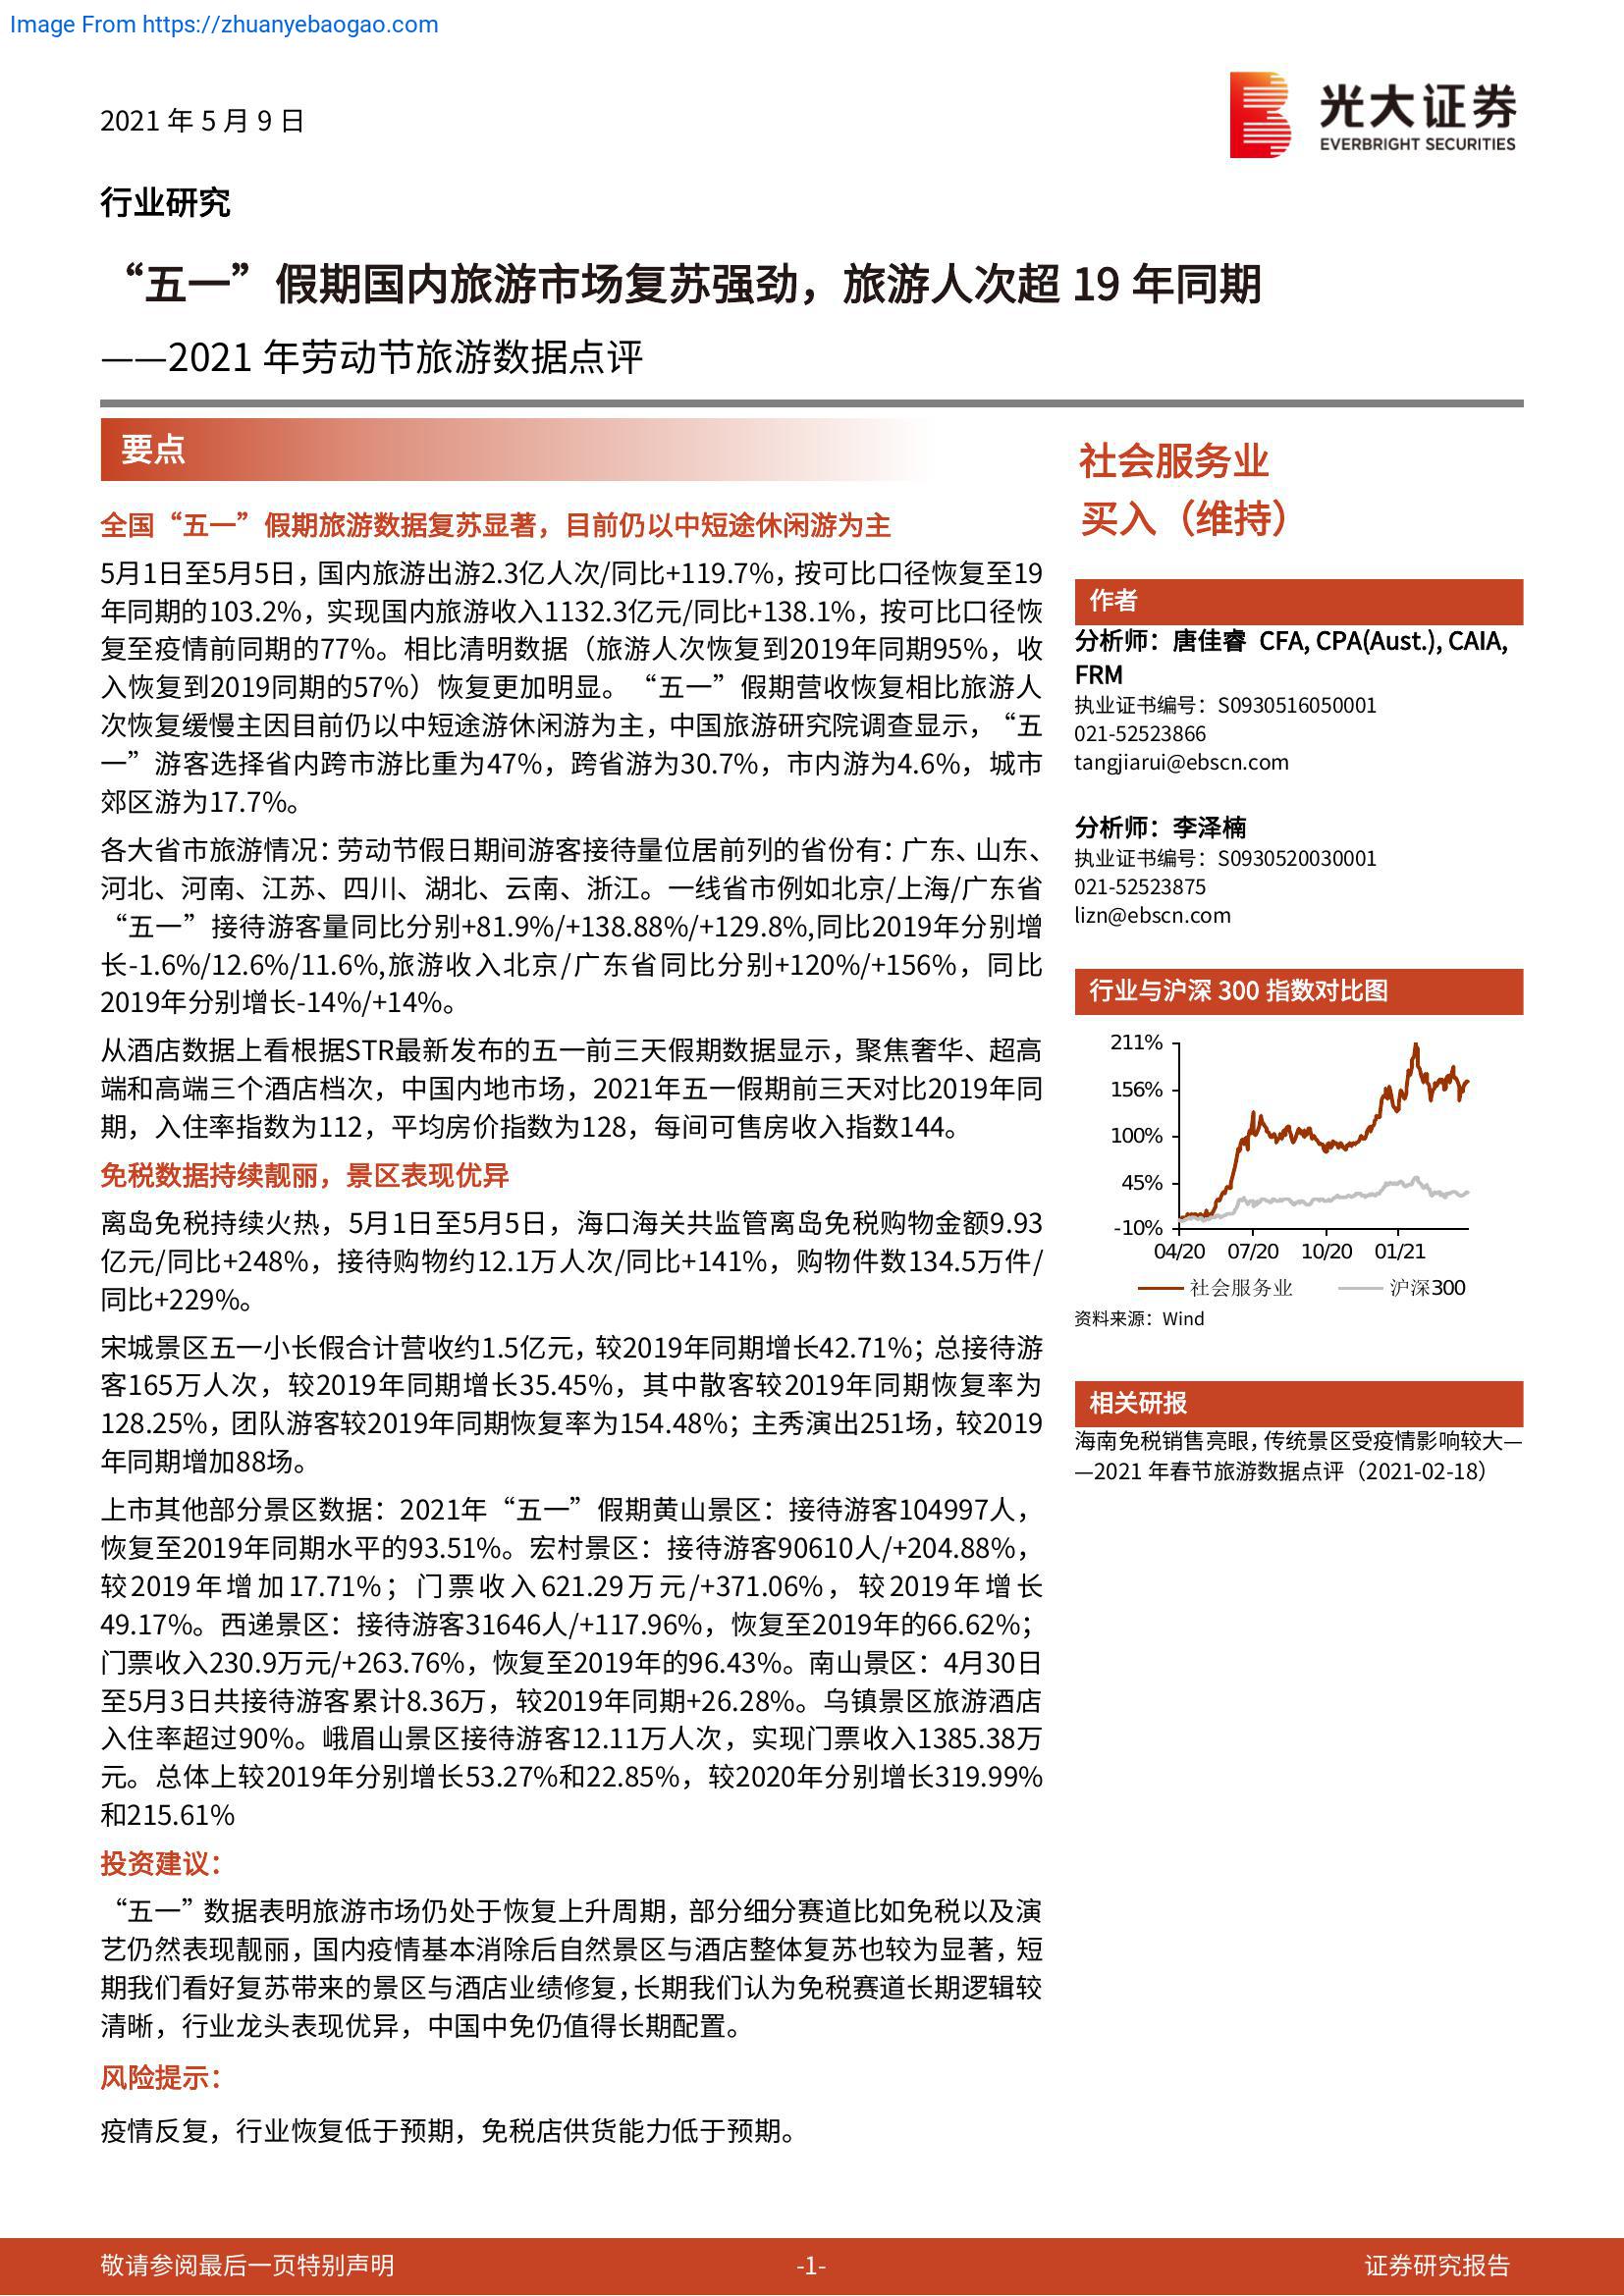 Image From https://zhuanyebaogao.com
2021 年 5 月 9 日
光大证券
EVERBRIGHT SECURITIES
行业研究
“五一”假期国内旅游市场复苏强劲，旅游人次超 19 年同期
——2021 年劳动节旅游数据点评
要点
全国“五一”假期旅游数据复苏显著，目前仍以中短途休闲游为主
5月1日至5月5日，国内旅游出游2.3亿人次/同比+119.7%，按可比口径恢复至19
年同期的103.2%，实现国内旅游收入1132.3亿元/同比+138.1%，按可比口径恢
复至疫情前同期的77%。相比清明数据（旅游人次恢复到2019年同期95%，收
入恢复到2019同期的57%）恢复更加明显。“五一”假期营收恢复相比旅游人
次恢复缓慢主因目前仍以中短途游休闲游为主，中国旅游研究院调查显示，“五
一”游客选择省内跨市游比重为47%，跨省游为30.7%，市内游为4.6%，城市
郊区游为17.7%。
各大省市旅游情况：劳动节假日期间游客接待量位居前列的省份有：广东、山东、
河北、河南、江苏、四川、湖北、云南、浙江。一线省市例如北京/上海/广东省
“五一”接待游客量同比分别+81.9%/+138.88%/+129.8%,同比2019年分别增
长-1.6%/12.6%/11.6%,旅游收入北京/广东省同比分别+120%/+156%，同比
2019年分别增长-14%/+14%。
从酒店数据上看根据STR最新发布的五一前三天假期数据显示，聚焦奢华、超高
端和高端三个酒店档次，中国内地市场，2021年五一假期前三天对比2019年同
期，入住率指数为112，平均房价指数为128，每间可售房收入指数144。
免税数据持续靓丽，景区表现优异
离岛免税持续火热，5月1日至5月5日，海口海关共监管离岛免税购物金额9.93
亿元/同比+248%，接待购物约12.1万人次/同比+141%，购物件数134.5万件/
同比+229%。
宋城景区五一小长假合计营收约1.5亿元，较2019年同期增长42.71%；总接待游
客165万人次，较2019年同期增长35.45%，其中散客较2019年同期恢复率为
128.25%，团队游客较2019年同期恢复率为154.48%；主秀演出251场，较2019
年同期增加88场。
上市其他部分景区数据：2021年“五一”假期黄山景区：接待游客104997人，
恢复至2019年同期水平的93.51%。宏村景区：接待游客90610人/+204.88%，
较2019年增加17.71%；门票收入621.29万元/+371.06%，较2019年增长
49.17%。西递景区：接待游客31646人/+117.96%，恢复至2019年的66.62%；
门票收入230.9万元/+263.76%，恢复至2019年的96.43%。南山景区：4月30日
至5月3日共接待游客累计8.36万，较2019年同期+26.28%。乌镇景区旅游酒店
入住率超过90%。峨眉山景区接待游客12.11万人次，实现门票收入1385.38万
元。总体上较2019年分别增长53.27%和22.85%，较2020年分别增长319.99%
和215.61%
投资建议：
“五一”数据表明旅游市场仍处于恢复上升周期，部分细分赛道比如免税以及演
艺仍然表现靓丽，国内疫情基本消除后自然景区与酒店整体复苏也较为显著，短
期我们看好复苏带来的景区与酒店业绩修复，长期我们认为免税赛道长期逻辑较
清晰，行业龙头表现优异，中国中免仍值得长期配置。
风险提示：
疫情反复，行业恢复低于预期，免税店供货能力低于预期。
社会服务业
买入（维持）
作者
分析师：唐佳睿 CFA, CPA(Aust.), CAIA,
FRM
执业证书编号：S0930516050001
021-52523866
tangjiarui@ebscn.com
分析师：李泽楠
执业证书编号：S0930520030001
021-52523875
lizn@ebscn.com
行业与沪深 300 指数对比图
211%
156%
100%
45%
-10%
04/20 07/20 10/20 01/21
社会服务业 沪深300
资料来源：Wind
相关研报
海南免税销售亮眼，传统景区受疫情影响较大—
—2021 年春节旅游数据点评（2021-02-18）
敬请参阅最后一页特别声明 -1- 证券研究报告